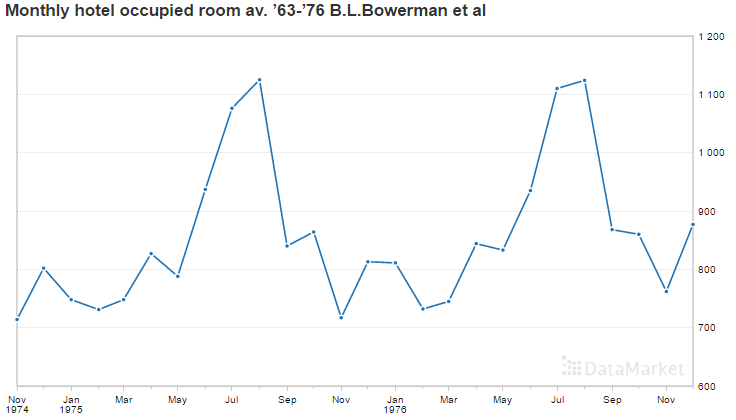 Monthly hotel occupied room av. ’63-’76 B.L.Bowerman et al
1 200
1 100
1 000
900
800
700
600
DataMarket
Nov Jan Mar May Jul Sep Nov Jan Mar May Jul Sep Nov
1974 1975 1976